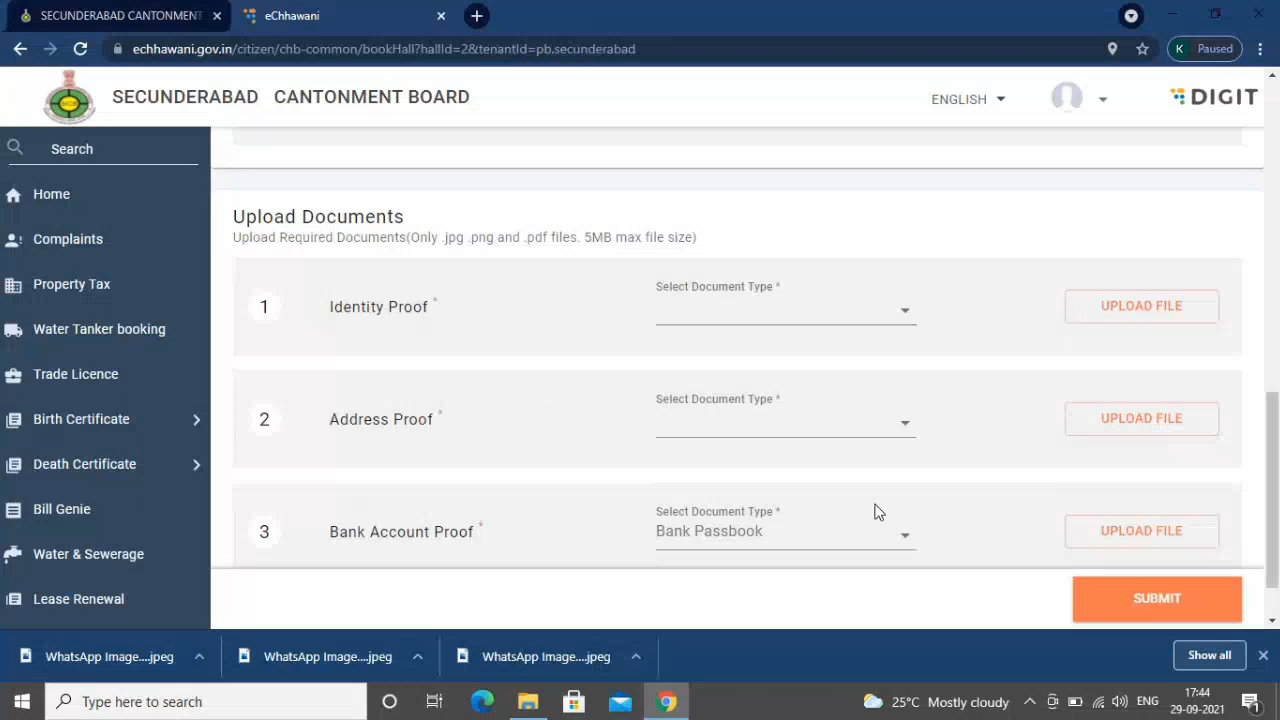 SECUNDERABAD CANTONMENT
eChhawani
echhawani.gov.in/citizen/chb-common/bookHall?hallId=2&tenantId=pb.secunderabad
K Paused
SECUNDERABAD CANTONMENT BOARD
ENGLISH
DIGIT
Search
Home
Complaints
Property Tax
Water Tanker booking
Trade Licence
Birth Certificate
Death Certificate
Bill Genie
Water & Sewerage
Lease Renewal
Upload Documents
Upload Required Documents(Only .jpg .png and .pdf files. 5MB max file size)
1 Identity Proof * Select Document Type * UPLOAD FILE
2 Address Proof * Select Document Type * UPLOAD FILE
3 Bank Account Proof * Select Document Type * UPLOAD FILE
Bank Passbook
SUBMIT
WhatsApp Image....jpeg
WhatsApp Image....jpeg
WhatsApp Image....jpeg
Show all
Type here to search
25°C Mostly cloudy
ENG
17:44
29-09-2021
1